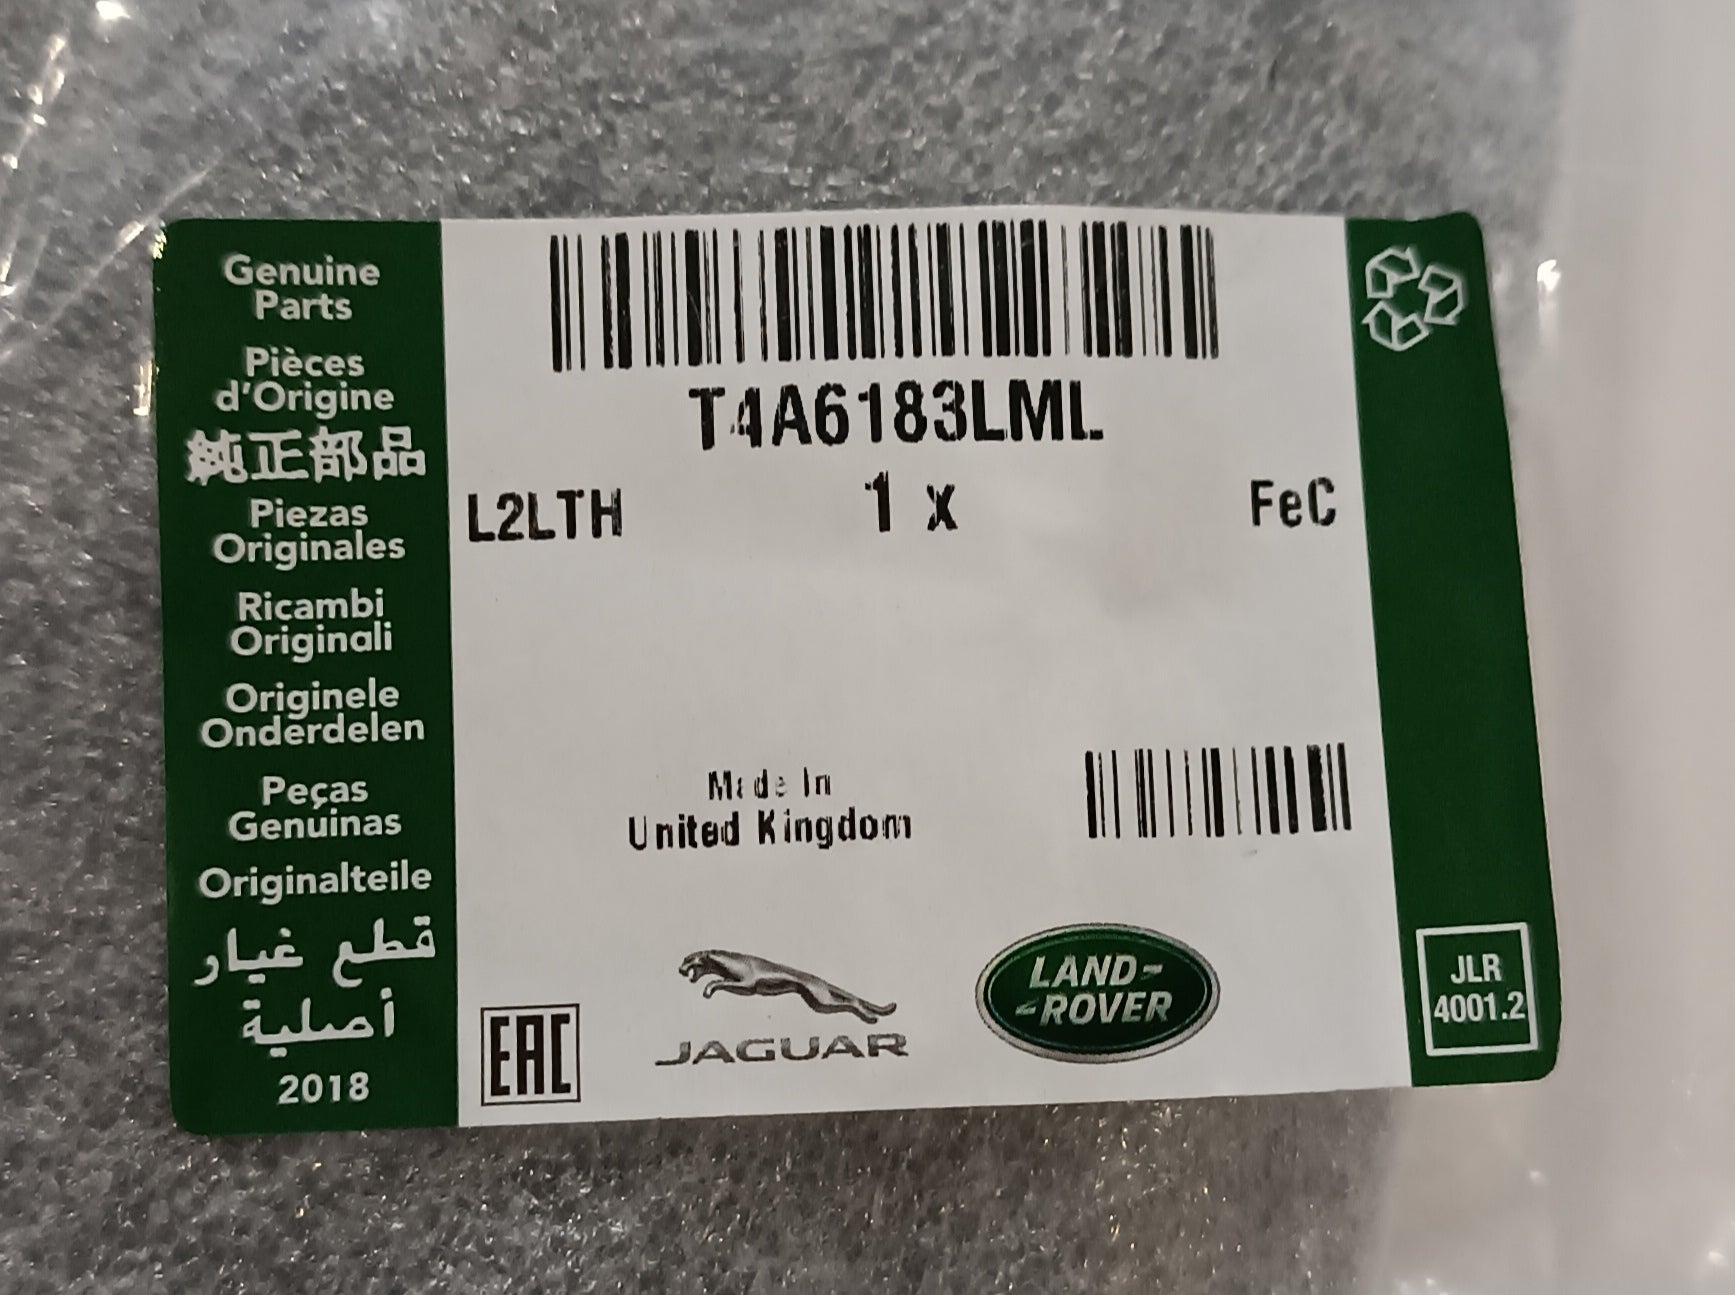 Genuine
Parts
Pièces
d'Origine
純正部品
Piezas
Originales
Ricambi
Originali
Originele
Onderdelen
Peças
Genuinas
Originalteile
قطع غيار
أصلية
2018
T4A6183LML
L2LTH 1 x FeC
Made In
United Kingdom
EAC
JAGUAR
LAND-
-ROVER
JLR
4001.2